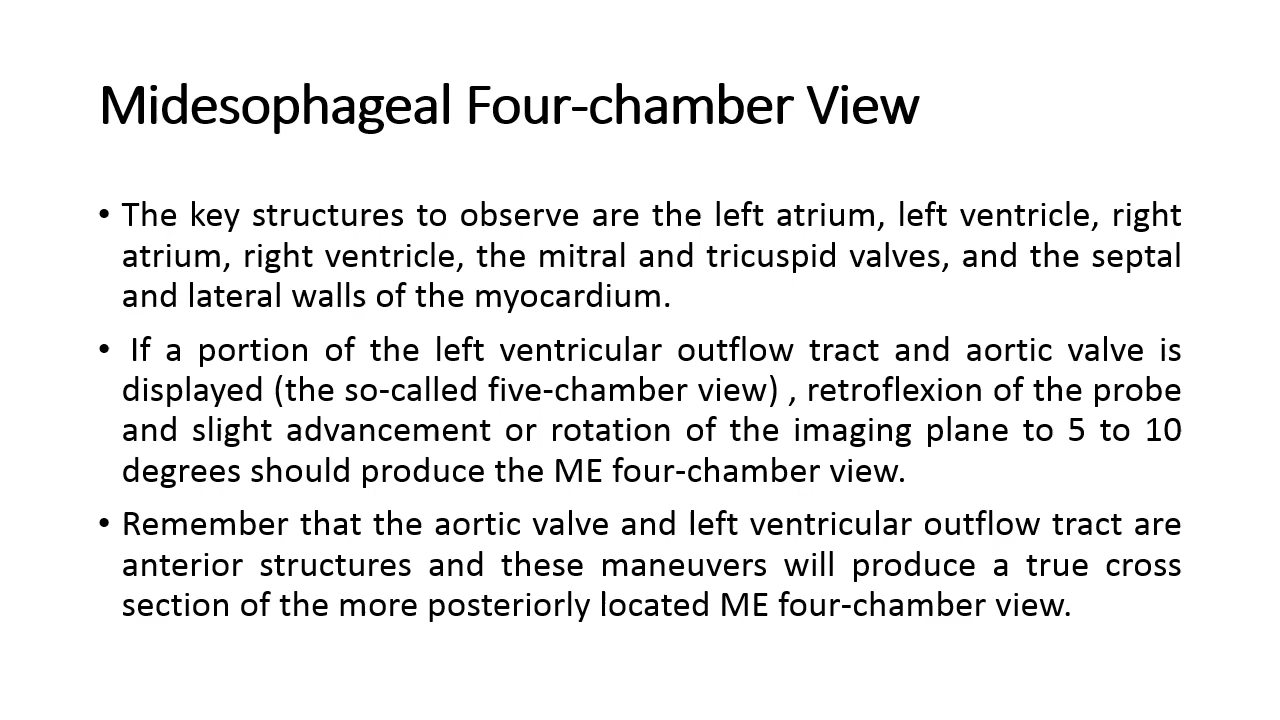 Midesophageal Four-chamber View
• The key structures to observe are the left atrium, left ventricle, right
atrium, right ventricle, the mitral and tricuspid valves, and the septal
and lateral walls of the myocardium.
• If a portion of the left ventricular outflow tract and aortic valve is
displayed (the so-called five-chamber view) , retroflexion of the probe
and slight advancement or rotation of the imaging plane to 5 to 10
degrees should produce the ME four-chamber view.
• Remember that the aortic valve and left ventricular outflow tract are
anterior structures and these maneuvers will produce a true cross
section of the more posteriorly located ME four-chamber view.